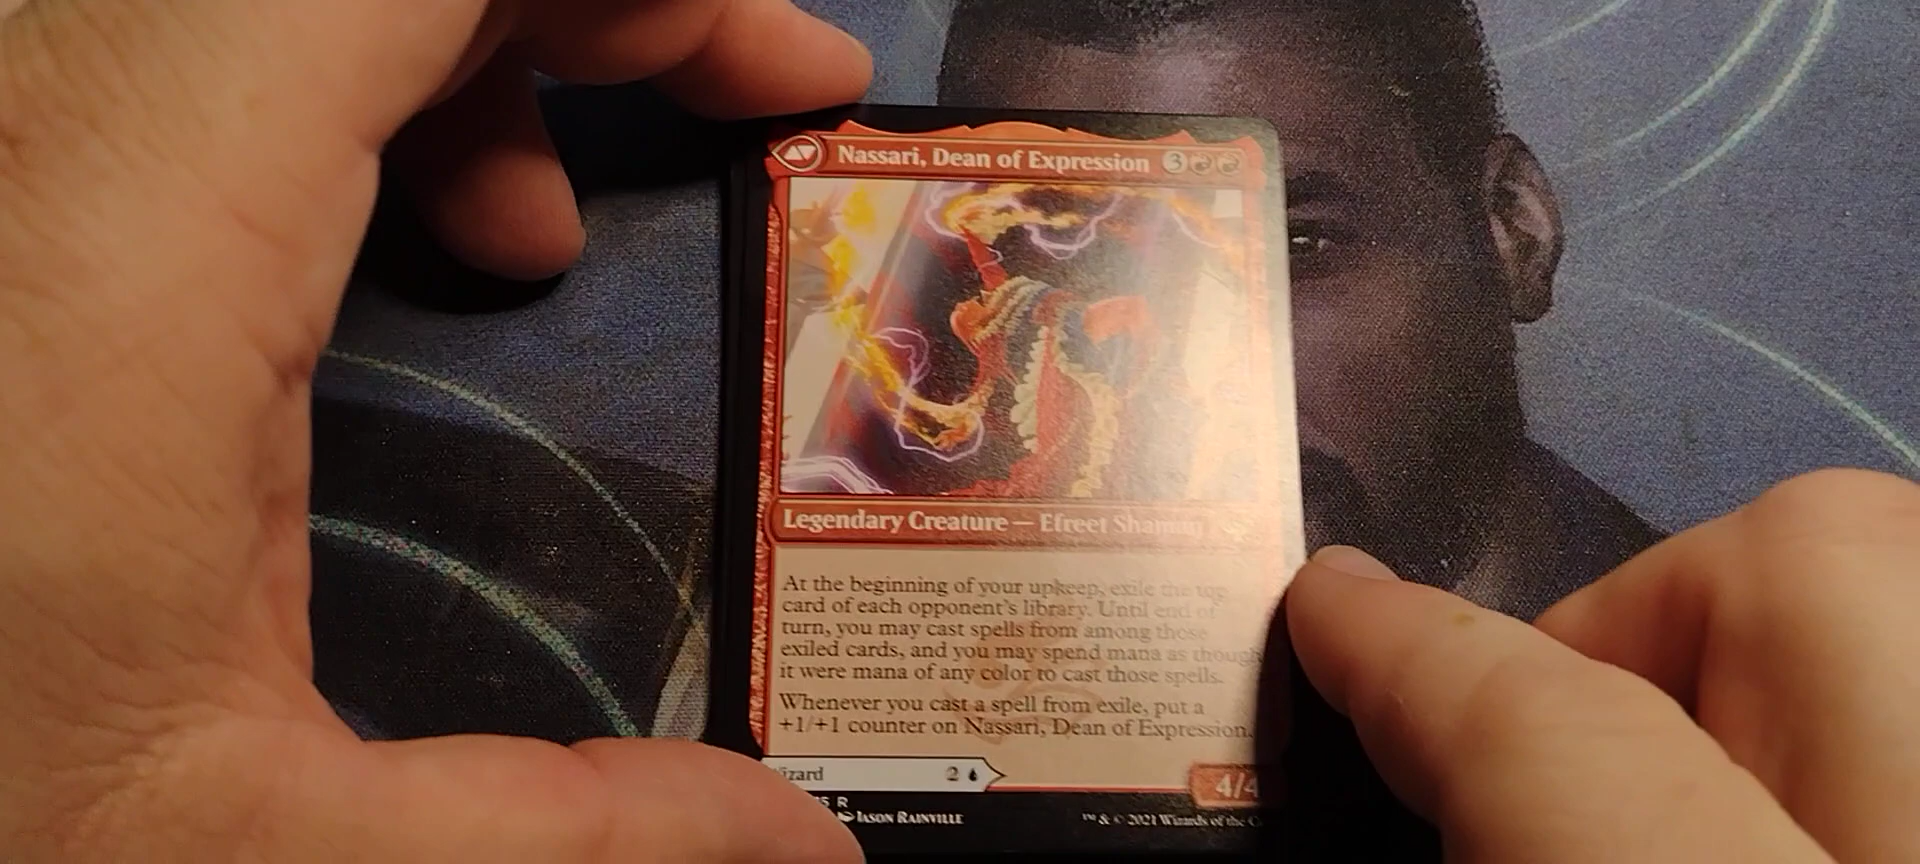 Nassari, Dean of Expression 3
Legendary Creature — Efreet Shaman
At the beginning of your upkeep, exile the top
card of each opponent's library. Until end of
turn, you may cast spells from among those
exiled cards, and you may spend mana as though
it were mana of any color to cast those spells.
Whenever you cast a spell from exile, put a
+1/+1 counter on Nassari, Dean of Expression.
izard 2
4/4
R
JASON RAINVILLE
™ & © 2021 Wizards of the C